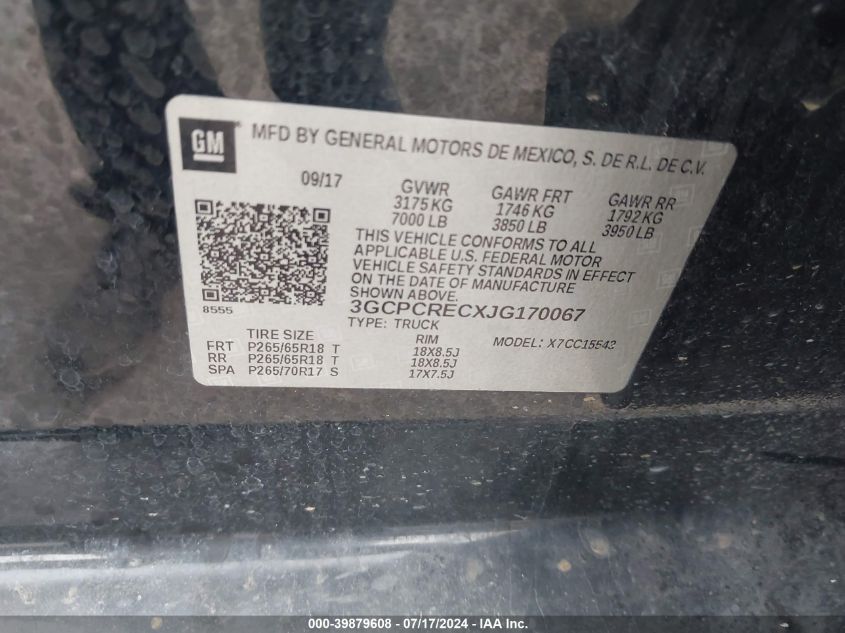 GM
MFD BY GENERAL MOTORS DE MEXICO, S. DE R.L. DE C.V.
09/17 GVWR GAWR FRT GAWR RR
3175 KG 1746 KG 1792 KG
7000 LB 3850 LB 3950 LB
THIS VEHICLE CONFORMS TO ALL
APPLICABLE U.S. FEDERAL MOTOR
VEHICLE SAFETY STANDARDS IN EFFECT
ON THE DATE OF MANUFACTURE
SHOWN ABOVE.
8555
3GCPCRECXJG170067
TYPE: TRUCK MODEL: X7CC15543
TIRE SIZE RIM
FRT P265/65R18 T 18X8.5J
RR P265/65R18 T 18X8.5J
SPA P265/70R17 S 17X7.5J
000-39879608 - 07/17/2024 - © IAA, Inc.